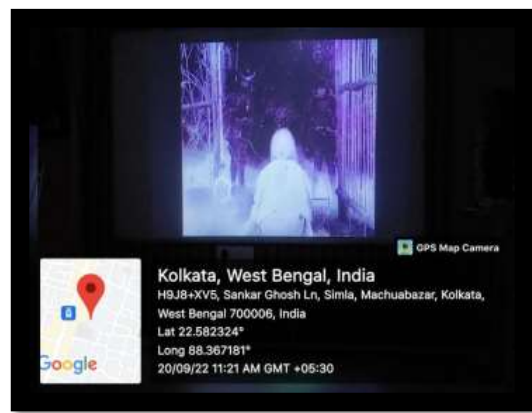 GPS Map Camera
Kolkata, West Bengal, India
H9J8+XV5, Sankar Ghosh Ln, Simla, Machuabazar, Kolkata,
West Bengal 700006, India
Lat 22.582324°
Long 88.367181°
20/09/22 11:21 AM GMT +05:30
Google